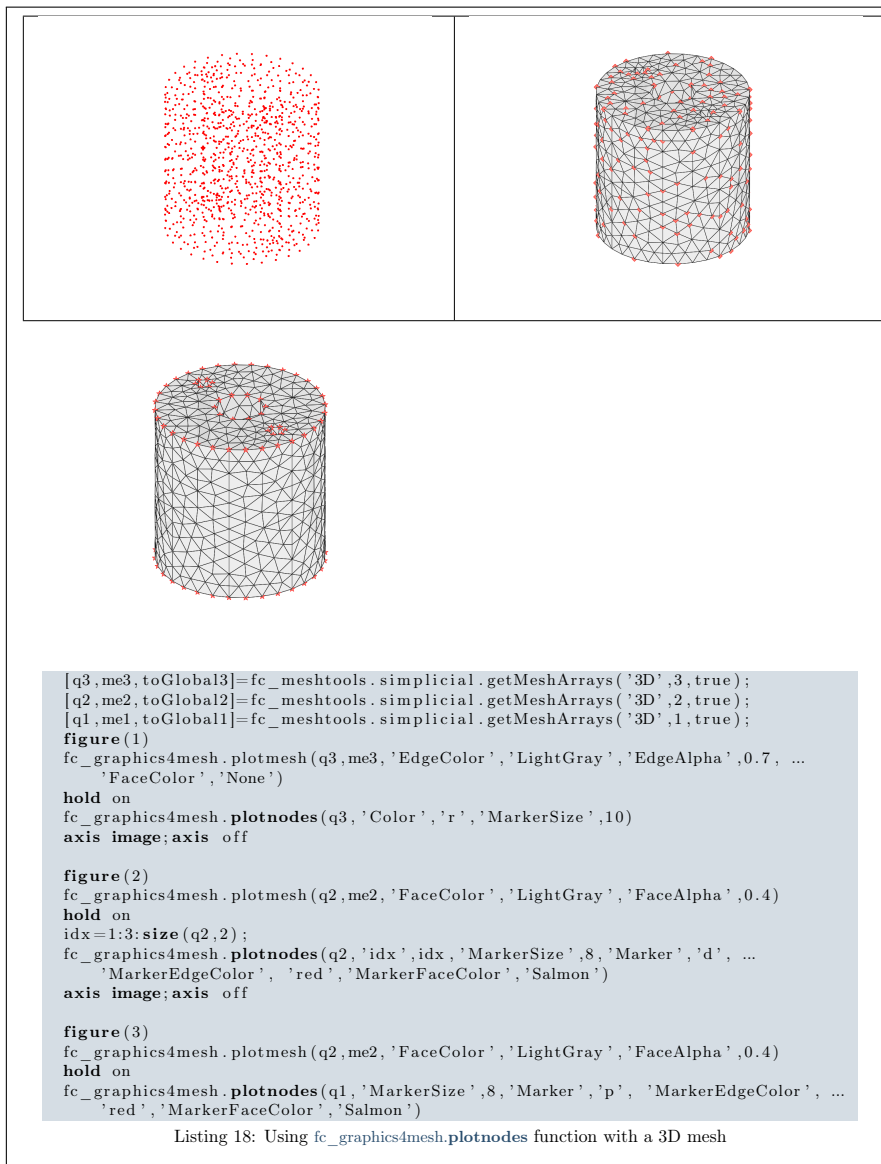 [q3,me3,toGlobal3]=fc_meshtools.simplicial.getMeshArrays('3D',3,true);
[q2,me2,toGlobal2]=fc_meshtools.simplicial.getMeshArrays('3D',2,true);
[q1,me1,toGlobal1]=fc_meshtools.simplicial.getMeshArrays('3D',1,true);
figure(1)
fc_graphics4mesh.plotmesh(q3,me3,'EdgeColor','LightGray','EdgeAlpha',0.7, ...
'FaceColor','None')
hold on
fc_graphics4mesh.plotnodes(q3,'Color','r','MarkerSize',10)
axis image;axis off
figure(2)
fc_graphics4mesh.plotmesh(q2,me2,'FaceColor','LightGray','FaceAlpha',0.4)
hold on
idx=1:3:size(q2,2);
fc_graphics4mesh.plotnodes(q2,'idx',idx,'MarkerSize',8,'Marker','d', ...
'MarkerEdgeColor', 'red','MarkerFaceColor','Salmon')
axis image;axis off
figure(3)
fc_graphics4mesh.plotmesh(q2,me2,'FaceColor','LightGray','FaceAlpha',0.4)
hold on
fc_graphics4mesh.plotnodes(q1,'MarkerSize',8,'Marker','p', 'MarkerEdgeColor', ...
'red','MarkerFaceColor','Salmon')
Listing 18: Using fc_graphics4mesh.plotnodes function with a 3D mesh